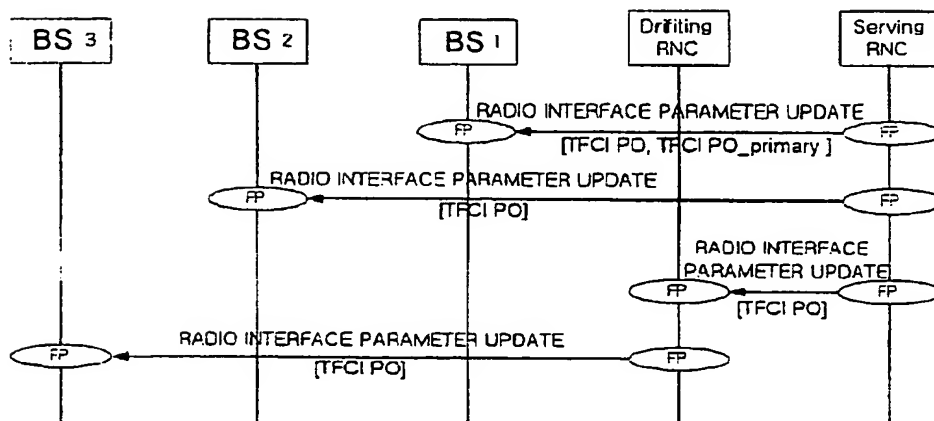 BS 3
BS 2
BS 1
Drifiting
RNC
Serving
RNC
RADIO INTERFACE PARAMETER UPDATE
FP
FP
[TFCI PO, TFCI PO_primary ]
RADIO INTERFACE PARAMETER UPDATE
FP
FP
[TFCI PO]
RADIO INTERFACE
PARAMETER UPDATE
FP
FP
[TFCI PO]
RADIO INTERFACE PARAMETER UPDATE
FP
FP
[TFCI PO]